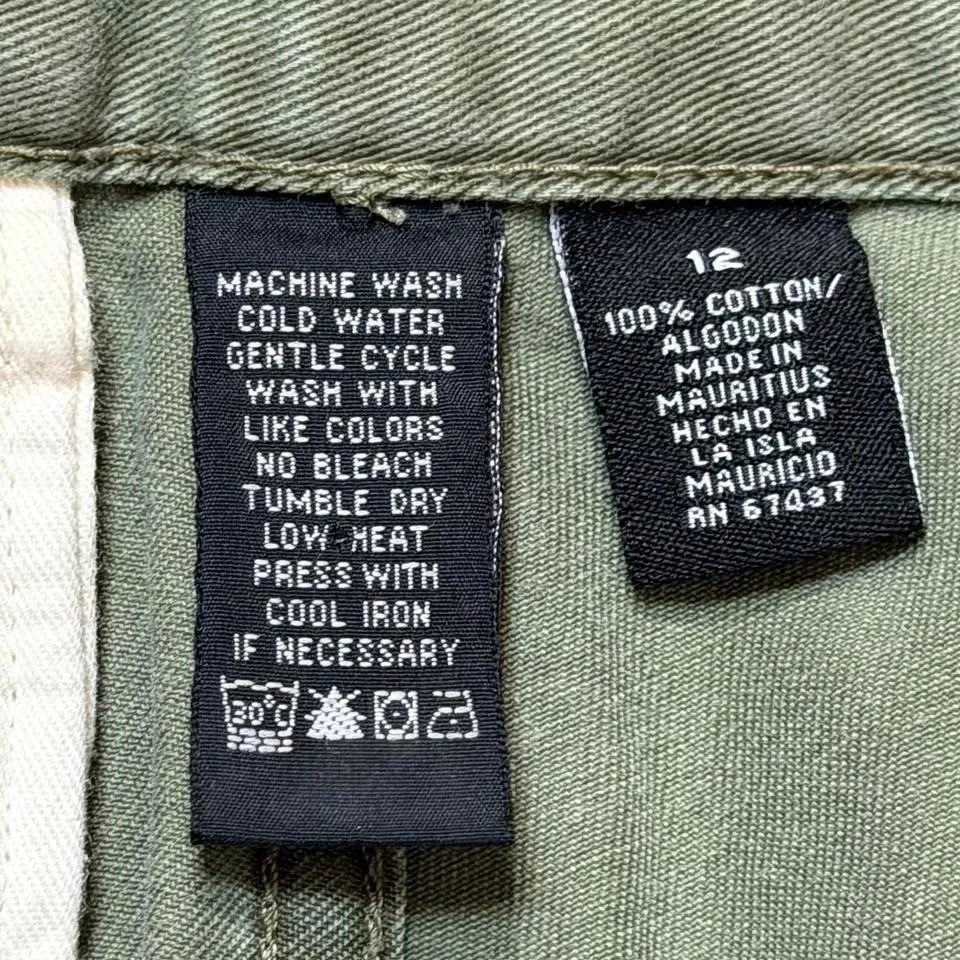 MACHINE WASH
COLD WATER
GENTLE CYCLE
WASH WITH
LIKE COLORS
NO BLEACH
TUMBLE DRY
LOW HEAT
PRESS WITH
COOL IRON
IF NECESSARY
30°C
12
100% COTTON/
ALGODON
MADE IN
MAURITIUS
HECHO EN
LA ISLA
MAURICIO
RN 67437